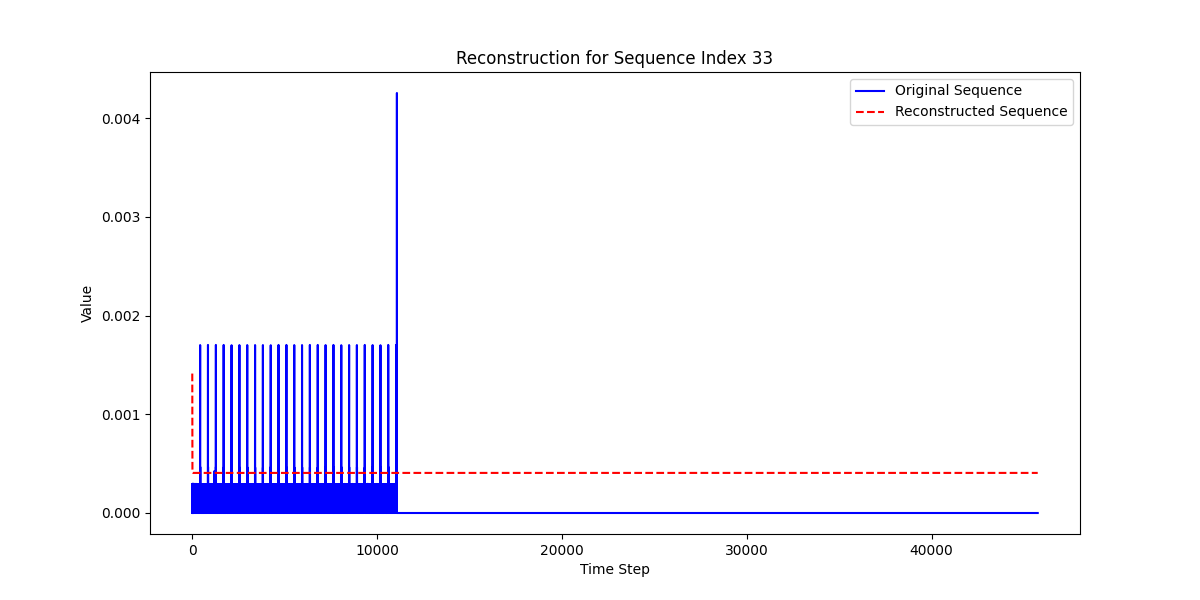 Reconstruction for Sequence Index 33
Original Sequence
Reconstructed Sequence
0.004
0.003
0.002
0.001
0.000
Value
0 10000 20000 30000 40000
Time Step